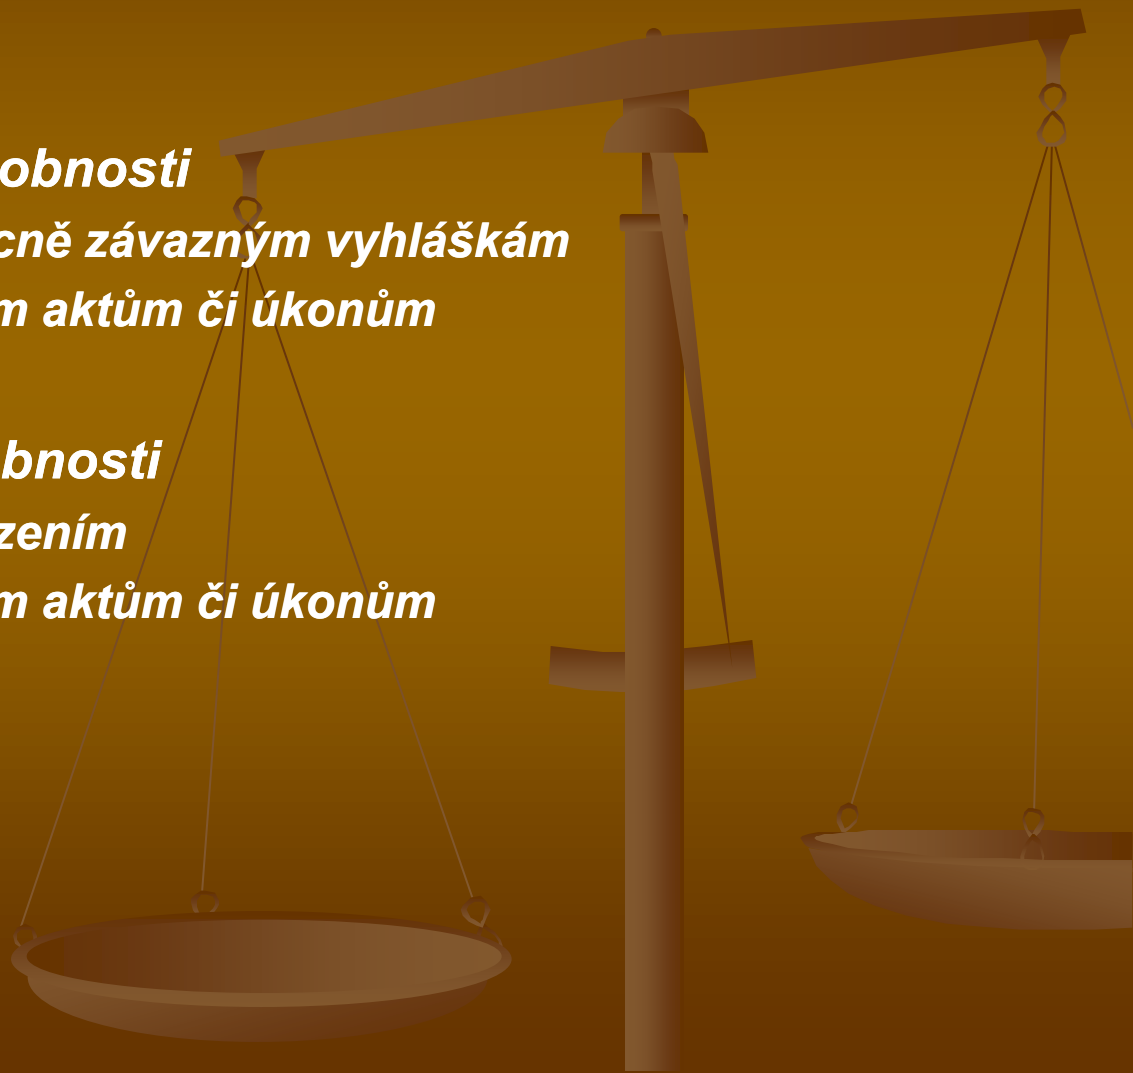 obnosti
cně závazným vyhláškám
m aktům či úkonům
bnosti
zením
m aktům či úkonům